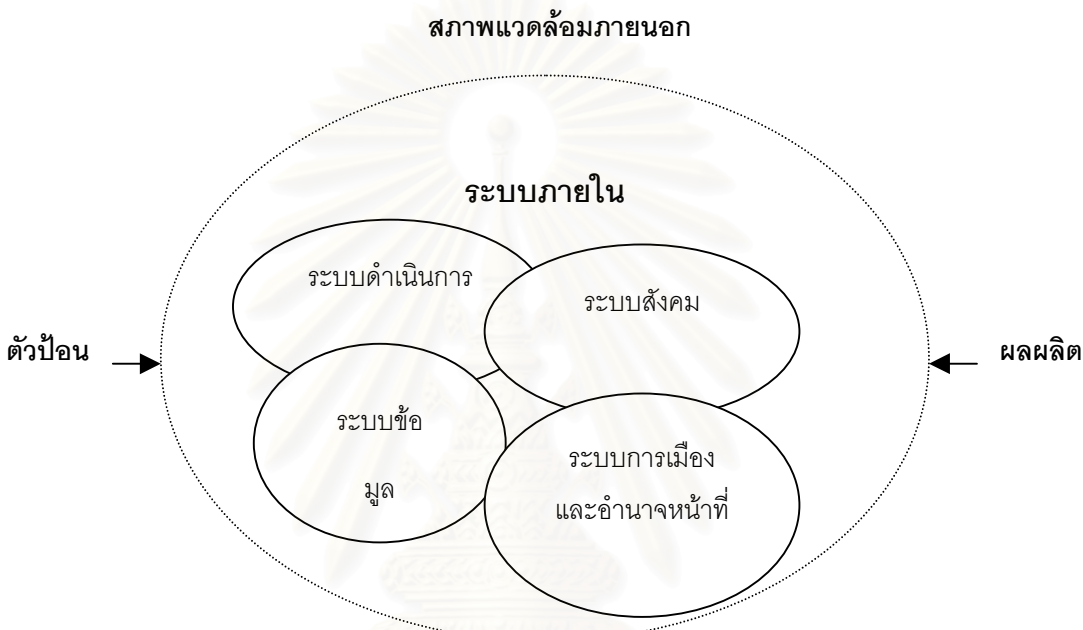 สภาพแวดล้อมภายนอก
ระบบภายใน
ระบบดำเนินการ
ระบบสังคม
ตัวป้อน
ผลผลิต
ระบบข้อ
มูล
ระบบการเมือง
และอำนาจหน้าที่